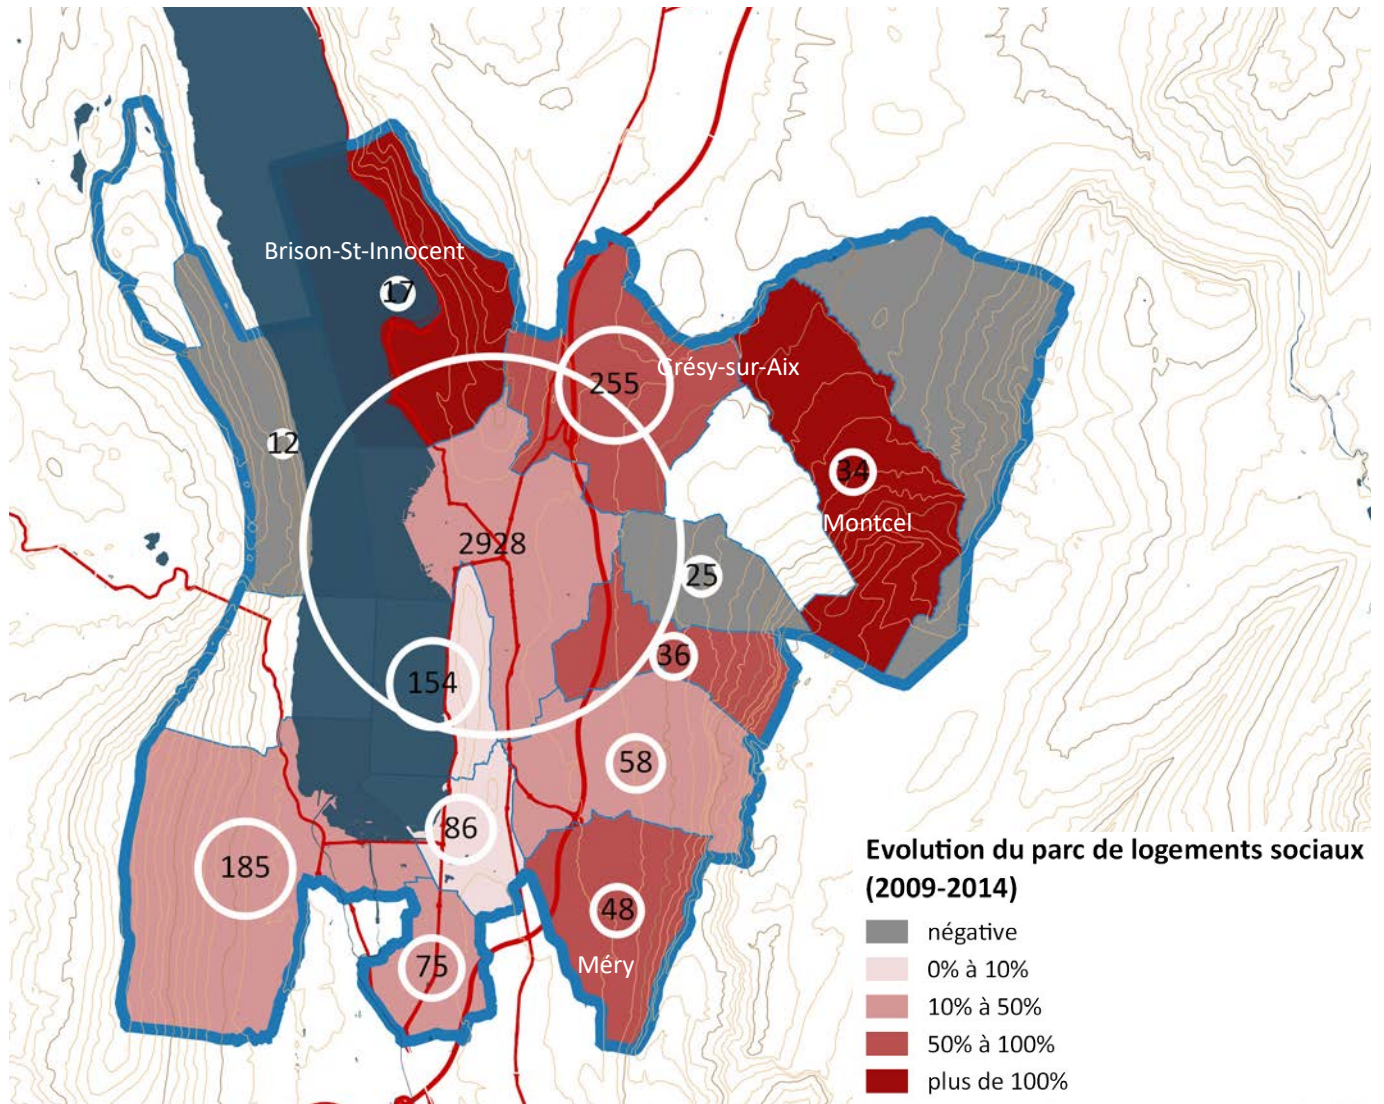 Brison-St-Innocent
17
Grésy-sur-Aix
255
12
34
Montcel
2928
25
36
154
58
86
185
48
75
Méry
Evolution du parc de logements sociaux
(2009-2014)
négative
0% à 10%
10% à 50%
50% à 100%
plus de 100%